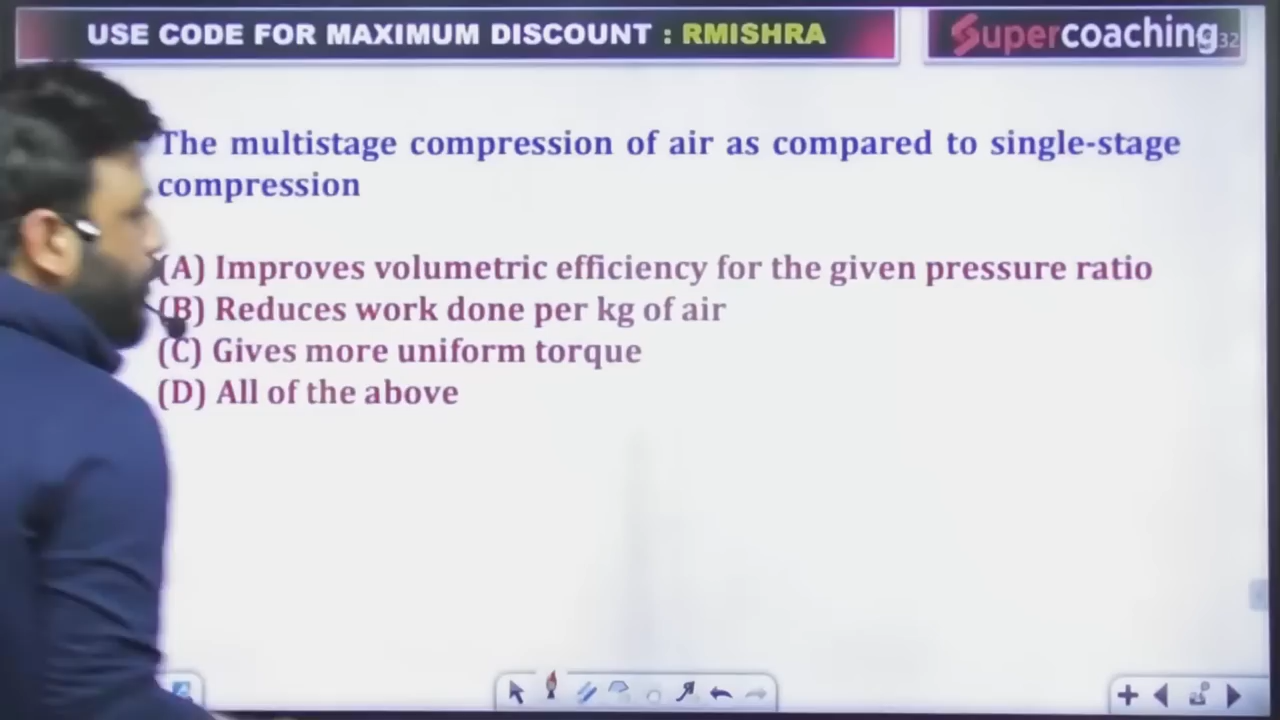 USE CODE FOR MAXIMUM DISCOUNT : RMISHRA
Supercoaching
The multistage compression of air as compared to single-stage
compression
(A) Improves volumetric efficiency for the given pressure ratio
(B) Reduces work done per kg of air
(C) Gives more uniform torque
(D) All of the above